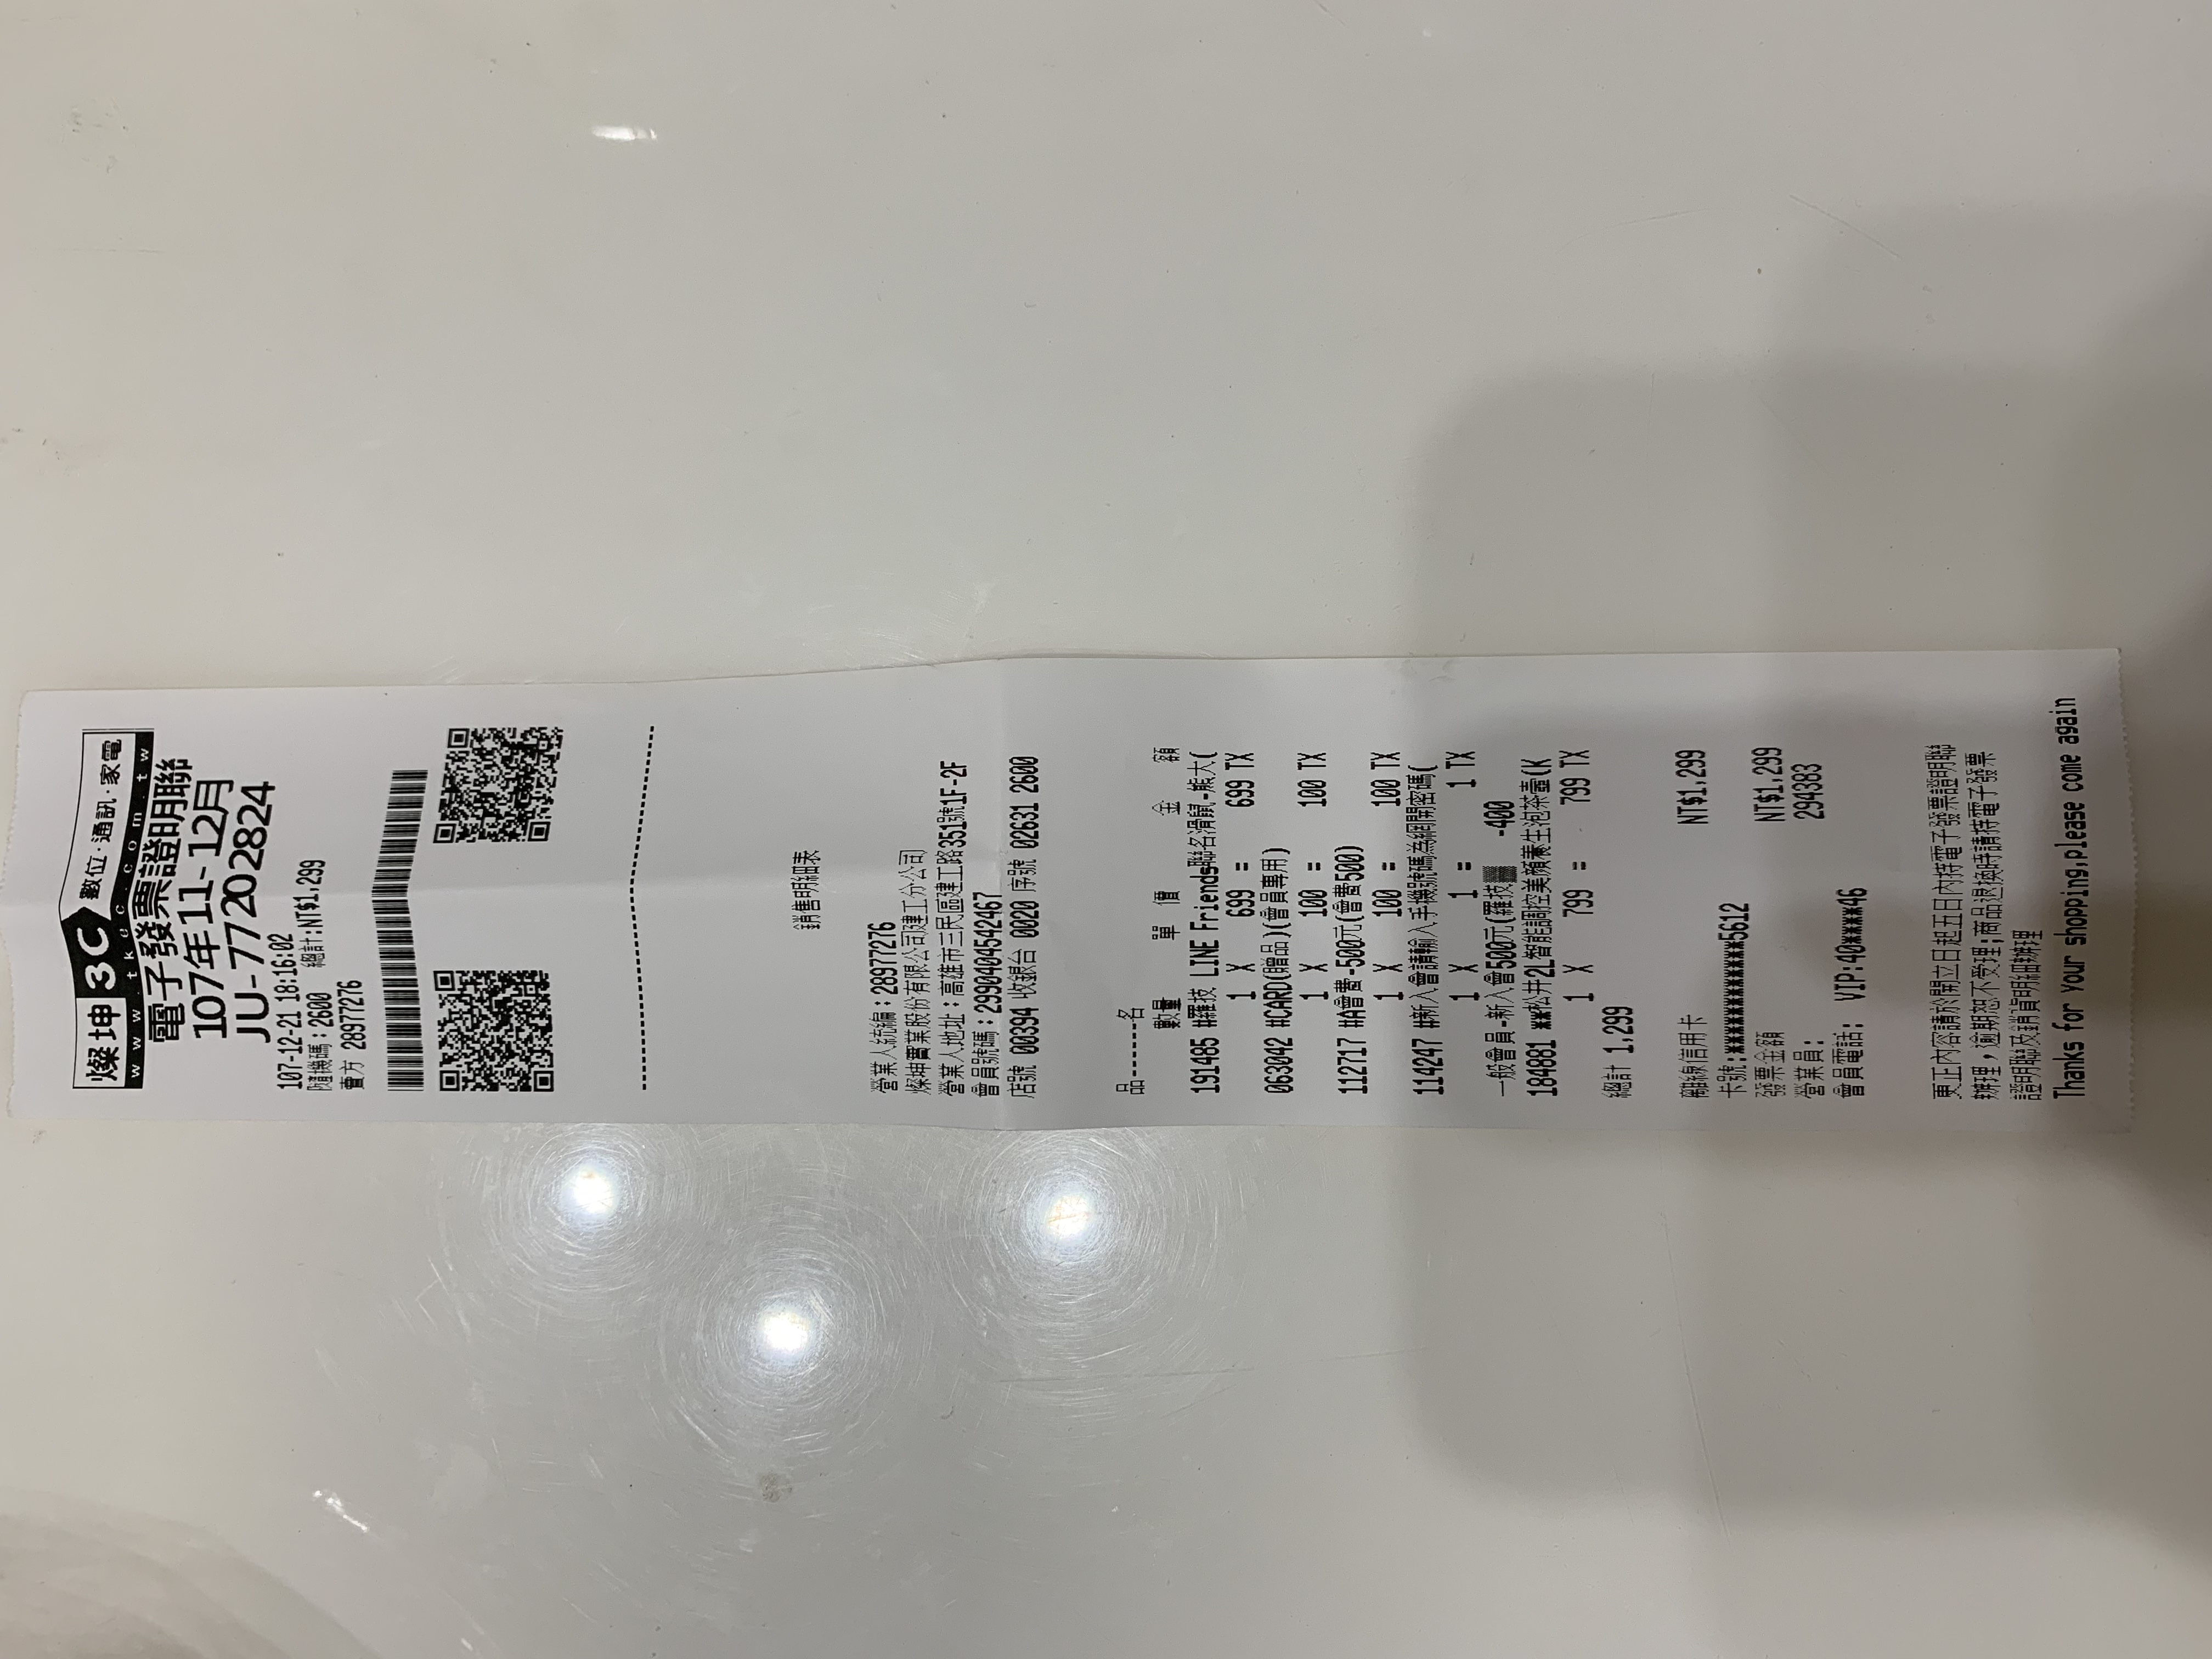 燦坤 3C 數位·通訊·家電
www.tkec.com.tw
電子發票證明聯
107年11-12月
JU-77202824
107-12-21 18:16:02
隨機碼：2600 總計:NT$1,299
賣方 28977276
銷售明細表
營業人統編：28977276
燦坤實業股份有限公司建工分公司
營業人地址：高雄市三民區建工路351號1F-2F
會員號碼：2990404542467
店號 00394 收銀台 0020 序號 02631 2600
品------名
數量 單 價 金 額
191485 #羅技 LINE Friends聯名滑鼠-熊大(
1 X 699 = 699 TX
063042 #CARD(贈品)(會員專用)
1 X 100 = 100 TX
112717 #A會費-500元(會費500)
1 X 100 = 100 TX
114247 #新入會請輸入手機號碼為網開密碼(
1 X 1 = 1 TX
一般會員-新入會500元(羅技▒ -400
184881 **松井2L智能調控美顏養生泡茶壺(K
1 X 799 = 799 TX
總計 1,299
離線信用卡 NT$1,299
卡號:************5612
發票金額 NT$1,299
營業員: 294383
會員電話: VIP:40****46
更正內容請於開立日起五日內持電子發票證明聯
辦理，逾期恕不受理;商品退換時請持電子發票
證明聯及銷貨明細辦理
Thanks for your shopping,please come again